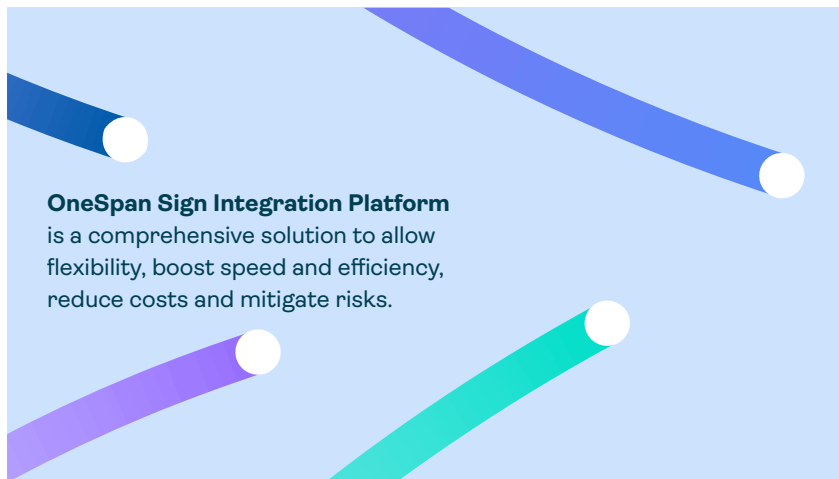 OneSpan Sign Integration Platform
is a comprehensive solution to allow
flexibility, boost speed and efficiency,
reduce costs and mitigate risks.